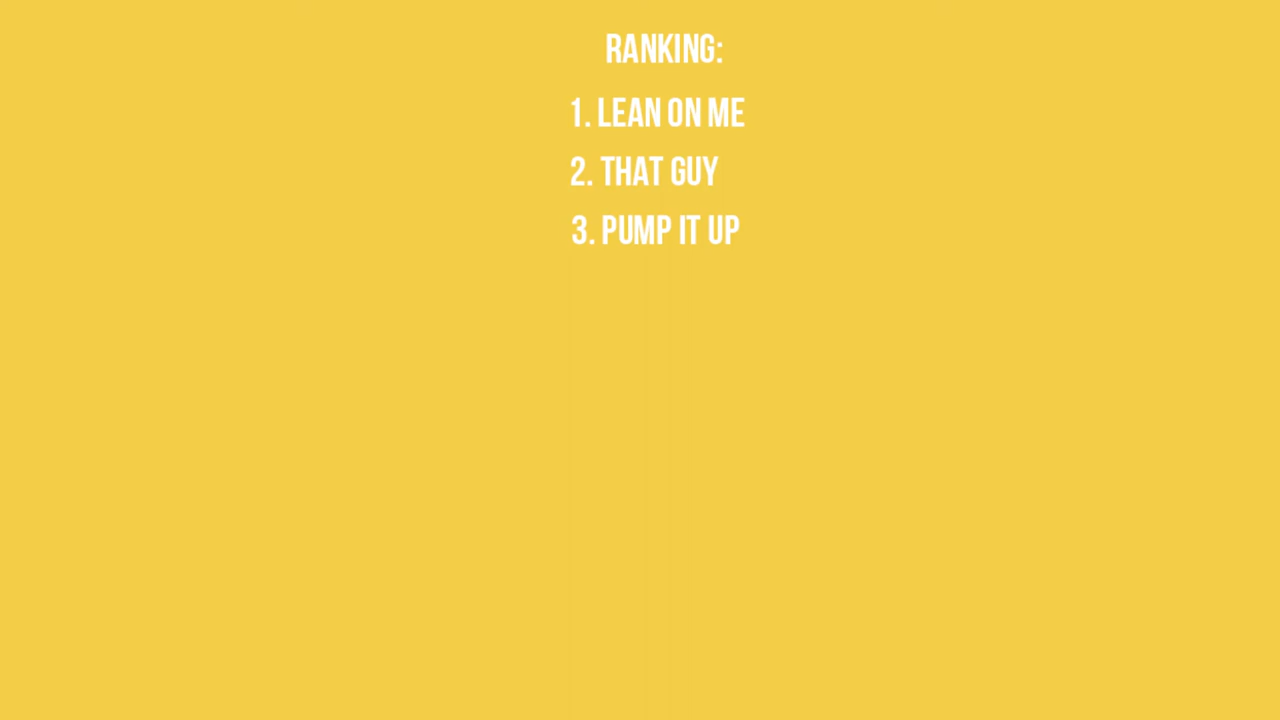 RANKING:
1. LEAN ON ME
2. THAT GUY
3. PUMP IT UP